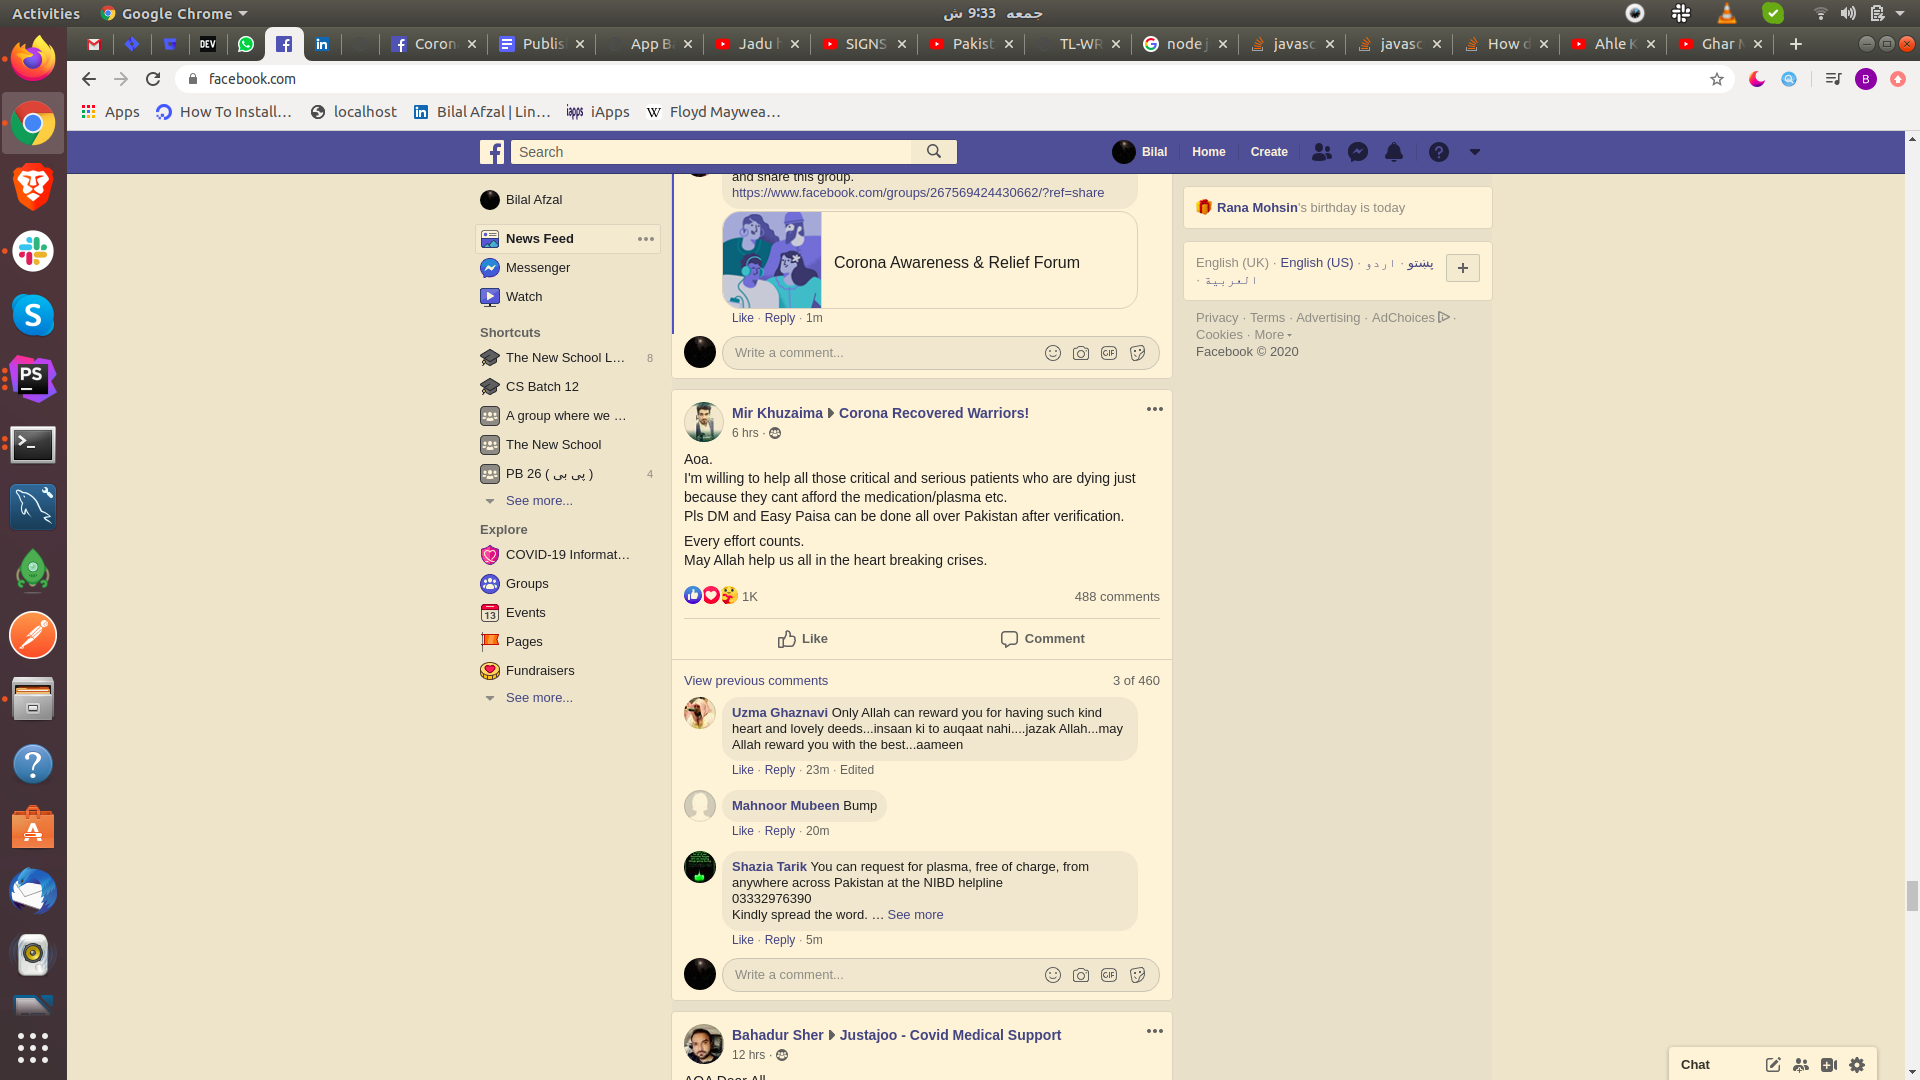 Activities Google Chrome جمعه 9:33 ش
Coron Publis App B Jadu h SIGNS Pakist TL-WR node j javasc javasc How d Ahle K Ghar M
facebook.com
Apps How To Install... localhost Bilal Afzal | Lin... iApps Floyd Maywea...
Search Bilal Home Create
Bilal Afzal
News Feed
Messenger
Watch
Shortcuts
The New School L... 8
CS Batch 12
A group where we ...
The New School
PB 26 ( پی بی ) 4
See more...
Explore
COVID-19 Informat...
Groups
Events
Pages
Fundraisers
See more...
and share this group.
https://www.facebook.com/groups/267569424430662/?ref=share
Corona Awareness & Relief Forum
Like · Reply · 1m
Write a comment...
Mir Khuzaima Corona Recovered Warriors!
6 hrs ·
Aoa.
I'm willing to help all those critical and serious patients who are dying just
because they cant afford the medication/plasma etc.
Pls DM and Easy Paisa can be done all over Pakistan after verification.
Every effort counts.
May Allah help us all in the heart breaking crises.
1K 488 comments
Like Comment
View previous comments 3 of 460
Uzma Ghaznavi Only Allah can reward you for having such kind
heart and lovely deeds...insaan ki to auqaat nahi....jazak Allah...may
Allah reward you with the best...aameen
Like · Reply · 23m · Edited
Mahnoor Mubeen Bump
Like · Reply · 20m
Shazia Tarik You can request for plasma, free of charge, from
anywhere across Pakistan at the NIBD helpline
03332976390
Kindly spread the word. … See more
Like · Reply · 5m
Write a comment...
Bahadur Sher Justajoo - Covid Medical Support
12 hrs ·
AOA Dear All
Rana Mohsin's birthday is today
English (UK) · English (US) · اردو · پښتو
العربية ·
Privacy · Terms · Advertising · AdChoices ·
Cookies · More
Facebook © 2020
Chat